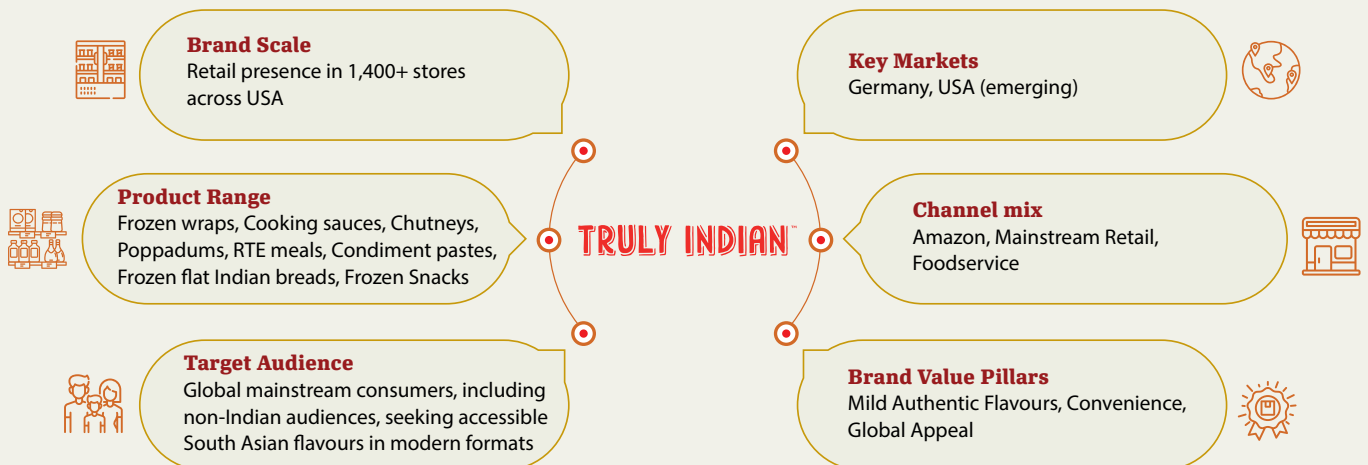 Brand Scale
Retail presence in 1,400+ stores
across USA
Product Range
Frozen wraps, Cooking sauces, Chutneys,
Poppadums, RTE meals, Condiment pastes,
Frozen flat Indian breads, Frozen Snacks
Target Audience
Global mainstream consumers, including
non-Indian audiences, seeking accessible
South Asian flavours in modern formats
TRULY INDIAN™
Key Markets
Germany, USA (emerging)
Channel mix
Amazon, Mainstream Retail,
Foodservice
Brand Value Pillars
Mild Authentic Flavours, Convenience,
Global Appeal